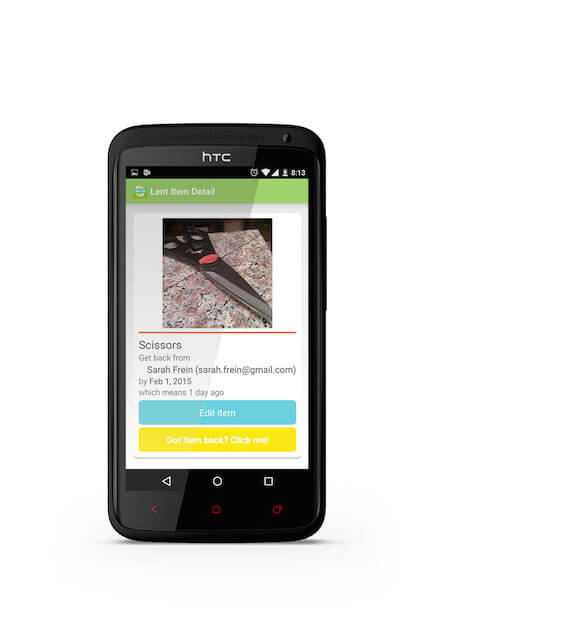 hTC
8:13
Lent Item Detail
Scissors
Get back from
Sarah Frein (sarah.frein@gmail.com)
by Feb 1, 2015
which means 1 day ago
Edit item
Got item back? Click me!